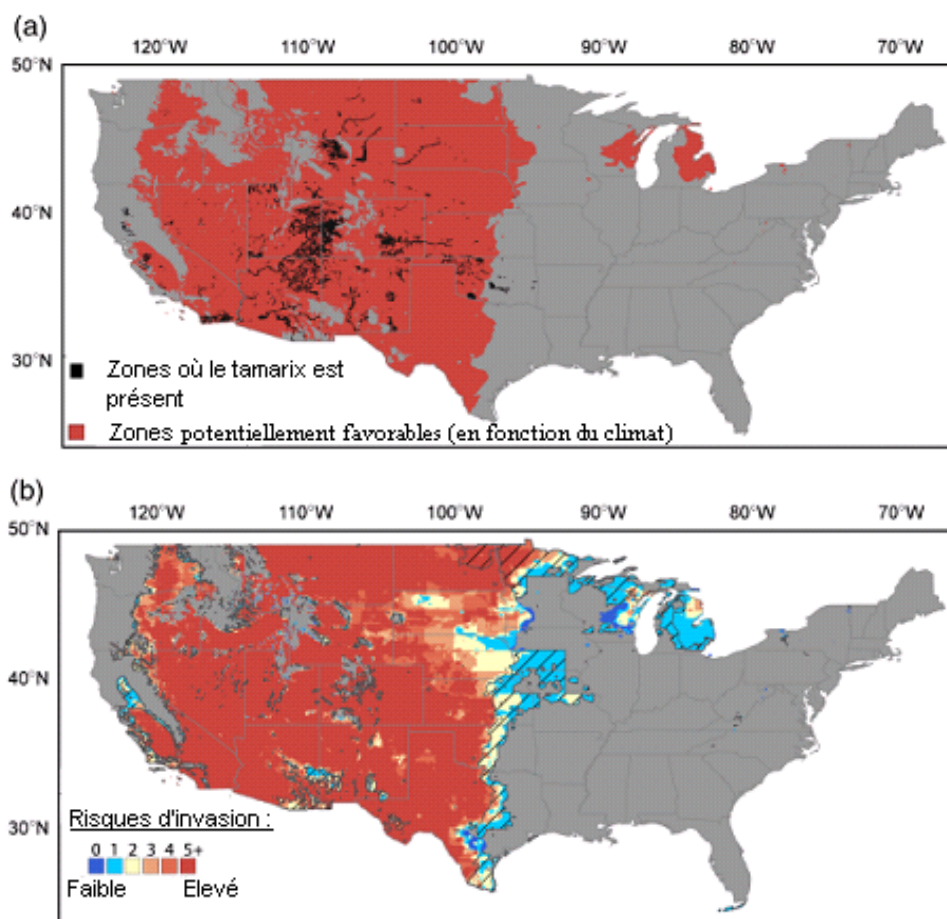 (a)
120°W 110°W 100°W 90°W 80°W 70°W
50°N
40°N
30°N
Zones où le tamarix est
présent
Zones potentiellement favorables (en fonction du climat)
(b)
120°W 110°W 100°W 90°W 80°W 70°W
50°N
40°N
30°N
Risques d'invasion :
0 1 2 3 4 5+
Faible Elevé